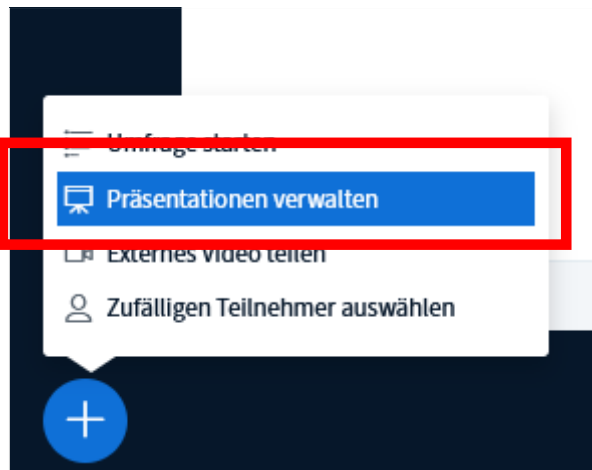 Umfrage starten
Präsentationen verwalten
Externes Video teilen
Zufälligen Teilnehmer auswählen